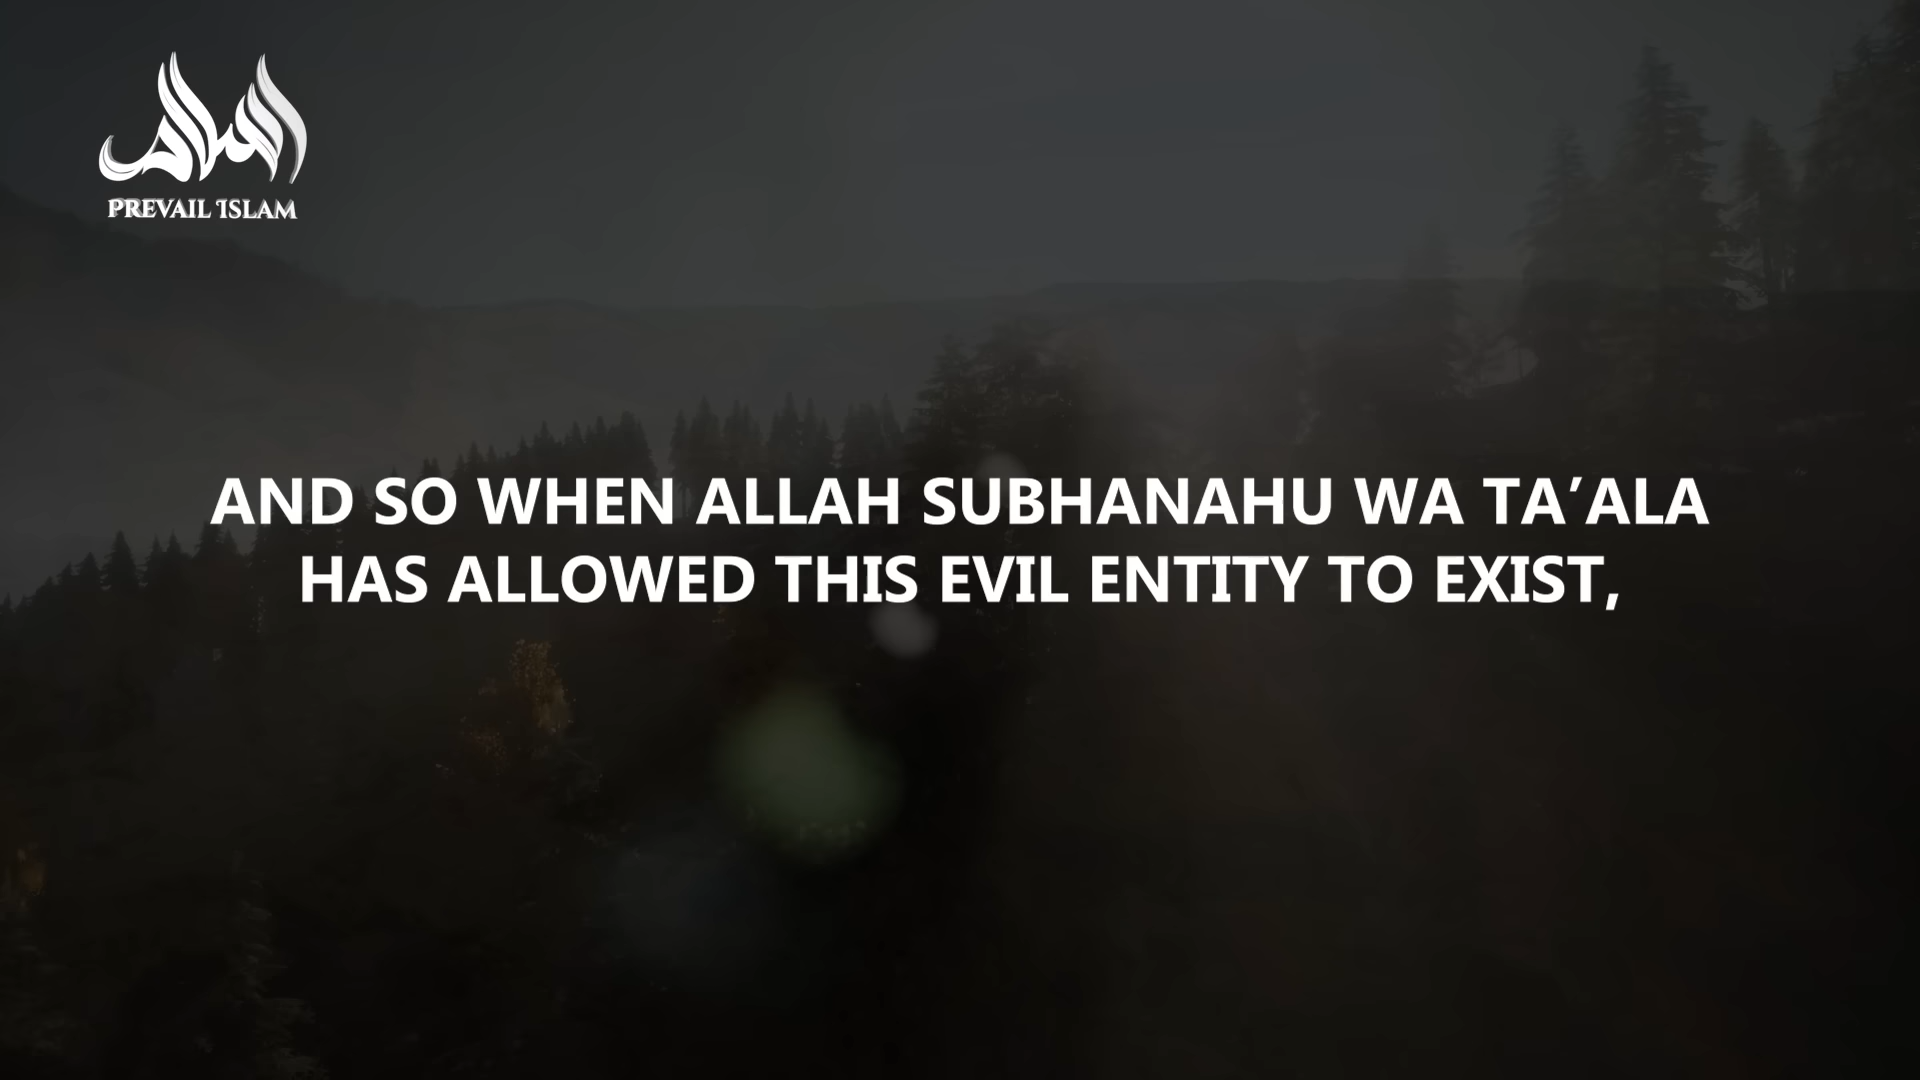 PREVAIL ISLAM
AND SO WHEN ALLAH SUBHANAHU WA TA’ALA
HAS ALLOWED THIS EVIL ENTITY TO EXIST,